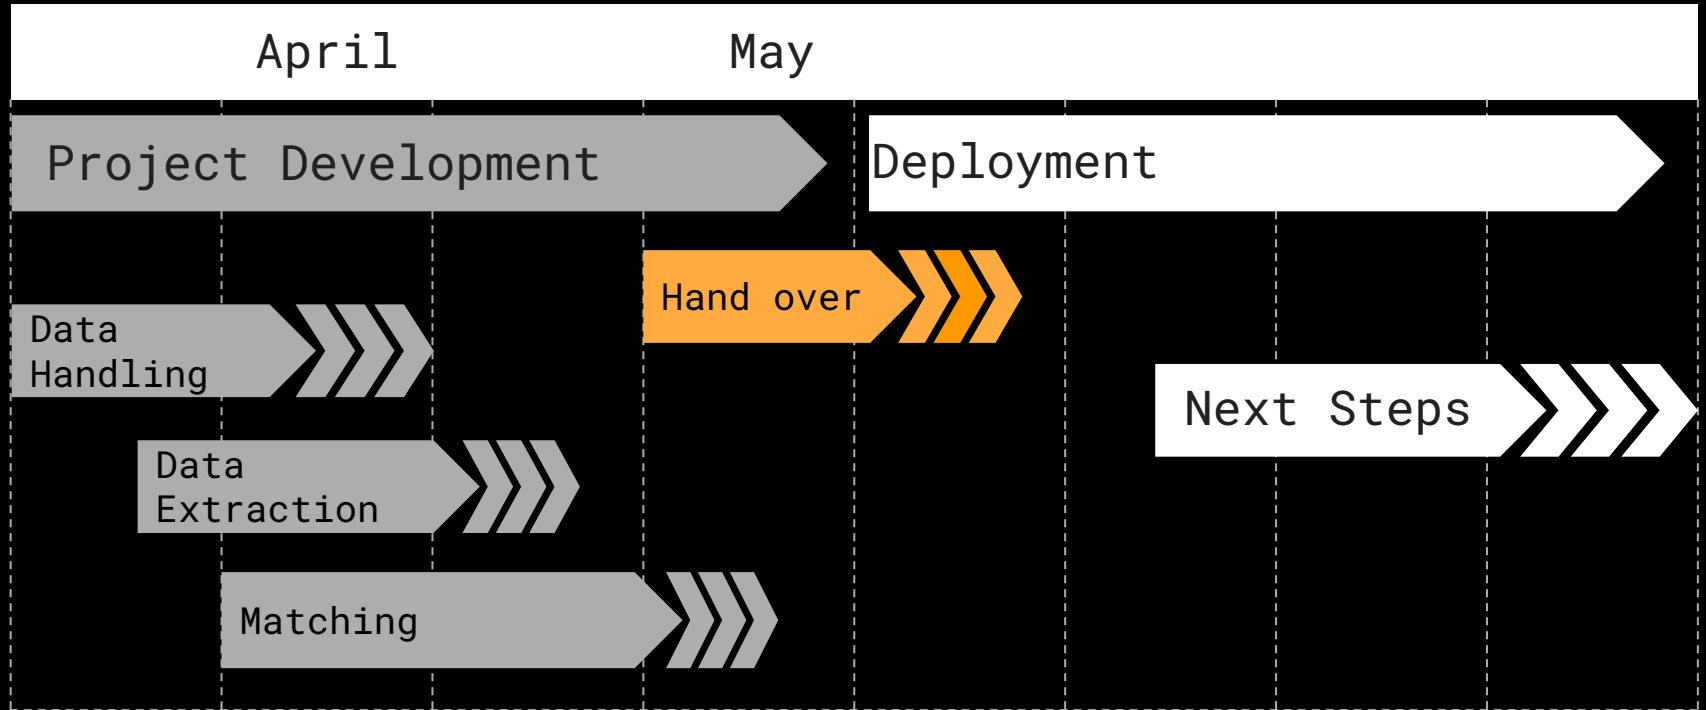 April May
Project Development Deployment
Hand over
Data
Handling
Next Steps
Data
Extraction
Matching